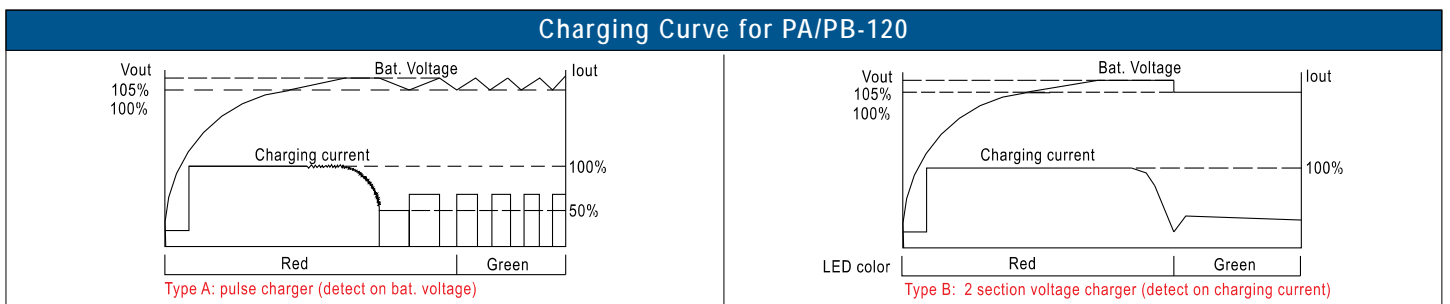 Charging Curve for PA/PB-120
Vout
105%
100%
Bat. Voltage
Iout
Charging current
100%
50%
Red
Green
Type A: pulse charger (detect on bat. voltage)
Vout
105%
100%
Bat. Voltage
Iout
Charging current
100%
LED color
Red
Green
Type B: 2 section voltage charger (detect on charging current)